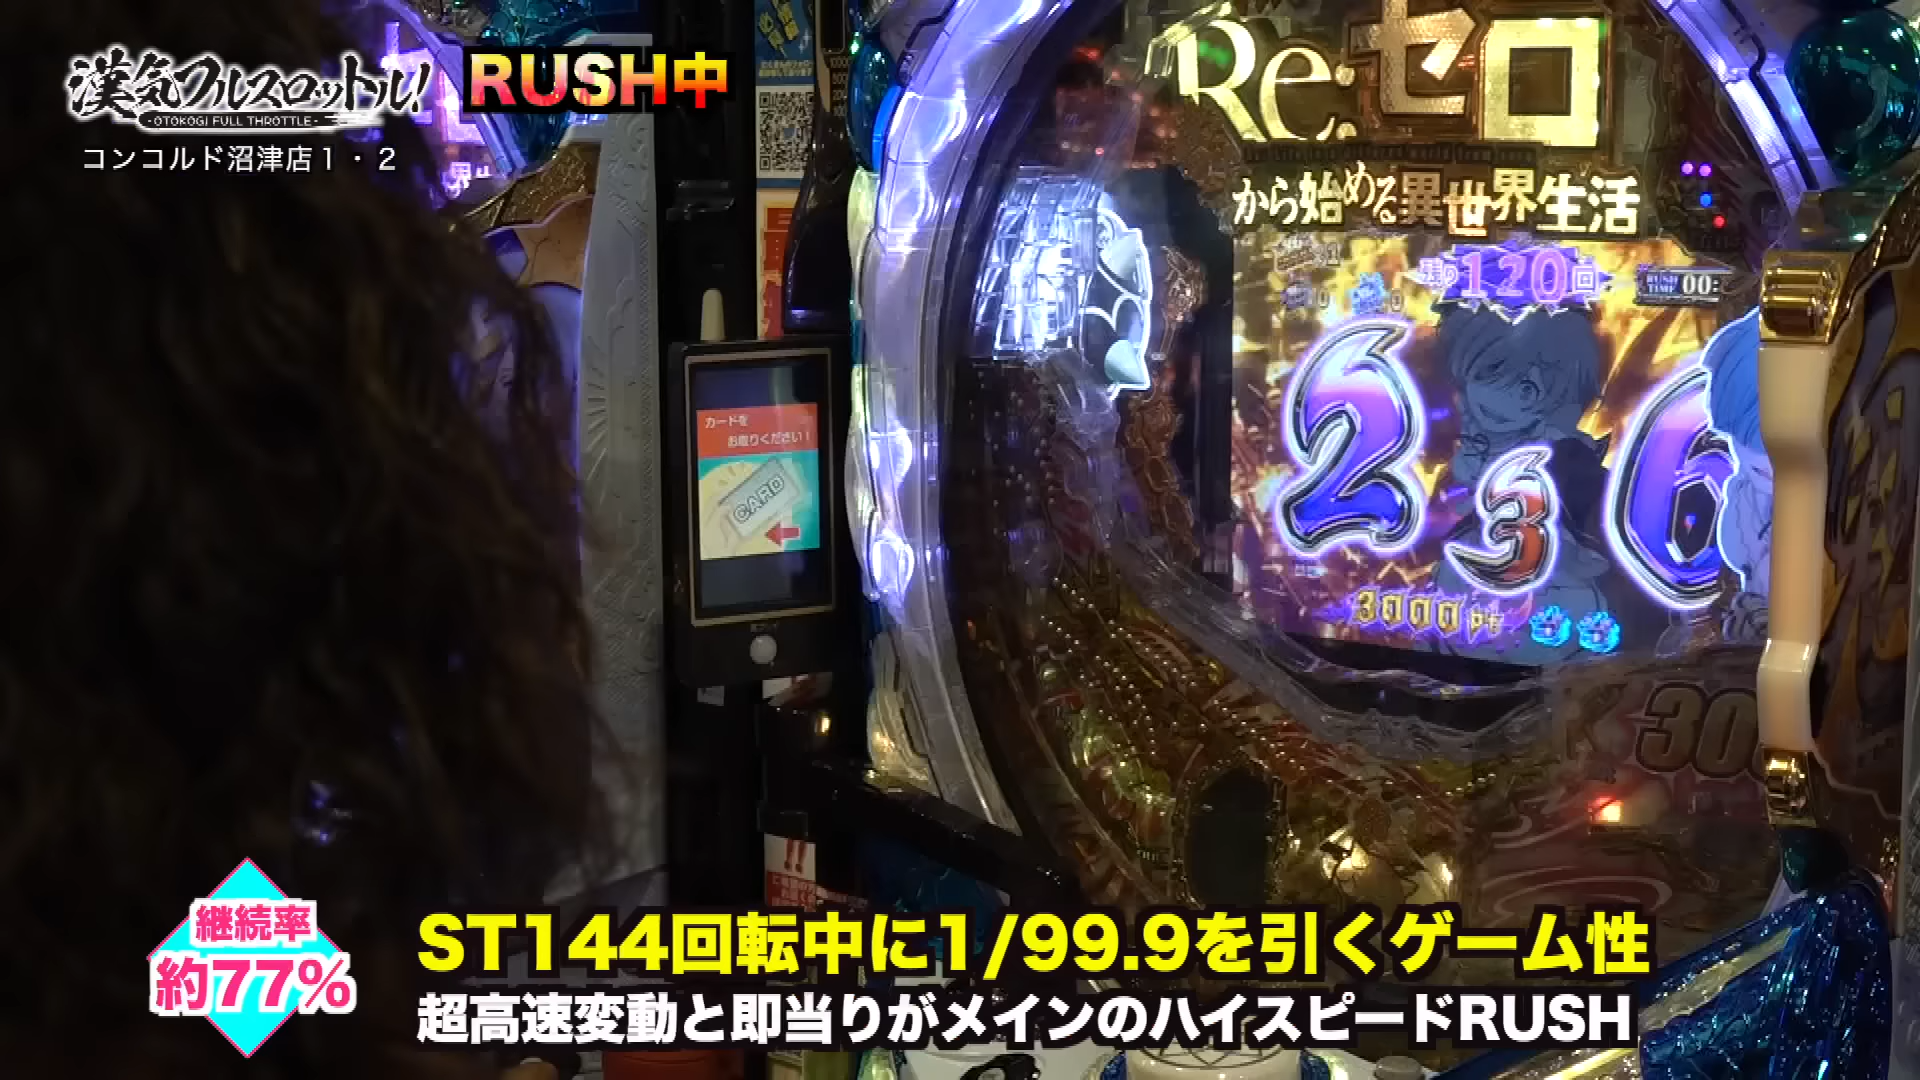 漢気フルスロットル!
-OTOKOGI FULL THROTTLE-
RUSH中
コンコルド沼津店1・2
Re:ゼロ
から始める異世界生活
残り120回
RUSH TIME 00:
2 3 6
3000
カードを
お取りください!
CARD
300
継続率
約77%
ST144回転中に1/99.9を引くゲーム性
超高速変動と即当りがメインのハイスピードRUSH